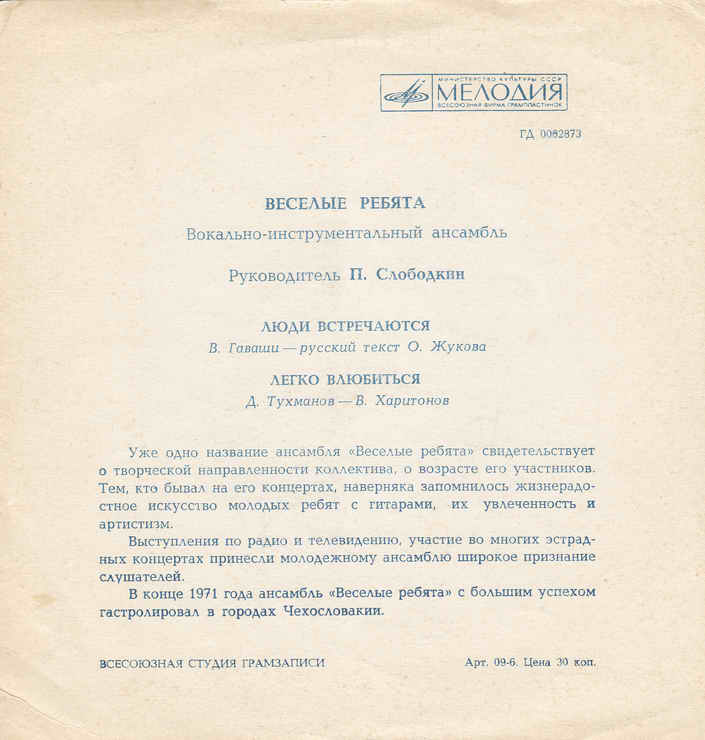 МИНИСТЕРСТВО КУЛЬТУРЫ СССР
МЕЛОДИЯ
ВСЕСОЮЗНАЯ ФИРМА ГРАМПЛАСТИНОК
ГД 0002873
ВЕСЕЛЫЕ РЕБЯТА
Вокально-инструментальный ансамбль
Руководитель П. Слободкин
ЛЮДИ ВСТРЕЧАЮТСЯ
В. Гаваши — русский текст О. Жукова
ЛЕГКО ВЛЮБИТЬСЯ
Д. Тухманов — В. Харитонов
Уже одно название ансамбля «Веселые ребята» свидетельствует
о творческой направленности коллектива, о возрасте его участников.
Тем, кто бывал на его концертах, наверняка запомнилось жизнерадо-
стное искусство молодых ребят с гитарами, их увлеченность и
артистизм.
Выступления по радио и телевидению, участие во многих эстрад-
ных концертах принесли молодежному ансамблю широкое признание
слушателей.
В конце 1971 года ансамбль «Веселые ребята» с большим успехом
гастролировал в городах Чехословакии.
ВСЕСОЮЗНАЯ СТУДИЯ ГРАМЗАПИСИ
Арт. 09-6. Цена 30 коп.